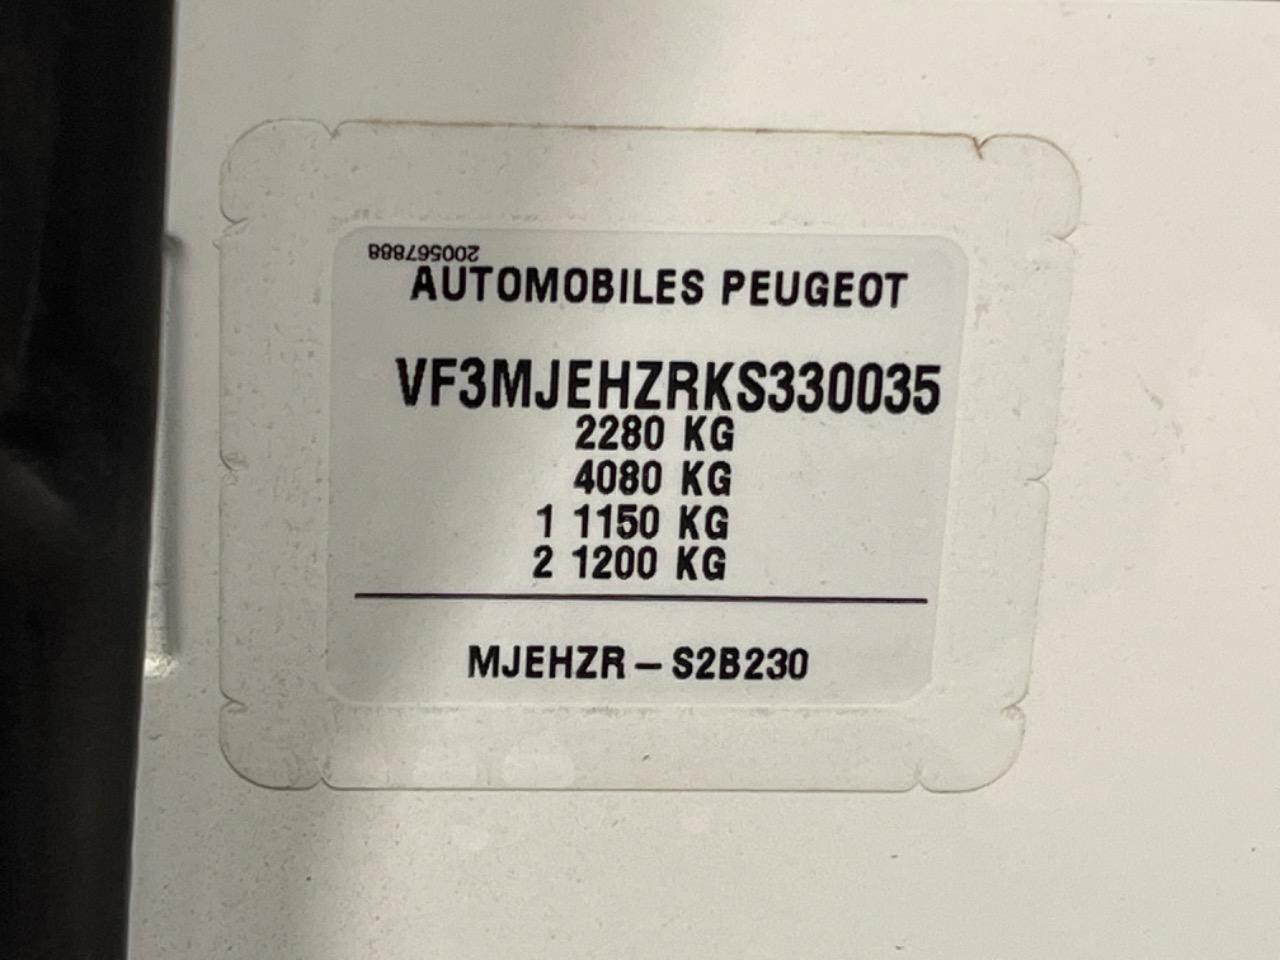 200567888
AUTOMOBILES PEUGEOT
VF3MJEHZRKS330035
2280 KG
4080 KG
1 1150 KG
2 1200 KG
MJEHZR – S2B230